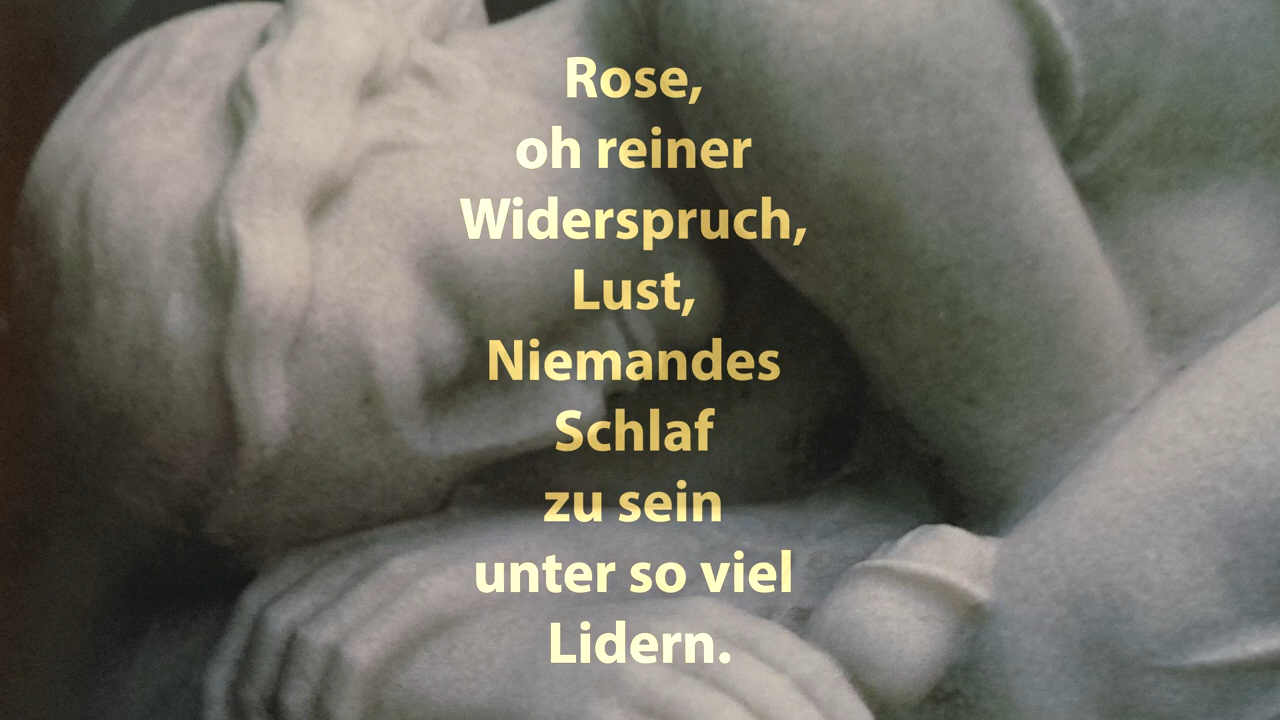 Rose,
oh reiner
Widerspruch,
Lust,
Niemandes
Schlaf
zu sein
unter so viel
Lidern.